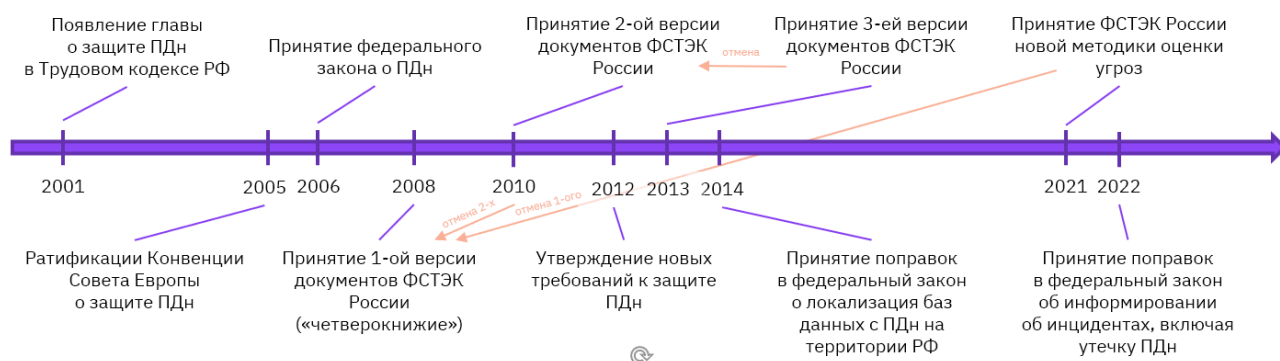 Появление главы
о защите ПДн
в Трудовом кодексе РФ
Принятие федерального
закона о ПДн
Принятие 2-ой версии
документов ФСТЭК
России
отмена
Принятие 3-ей версии
документов ФСТЭК
России
Принятие ФСТЭК России
новой методики оценки
угроз
2001
2005
2006
2008
2010
2012
2013
2014
2021
2022
отмена 2-х
отмена 1-ого
Ратификации Конвенции
Совета Европы
о защите ПДн
Принятие 1-ой версии
документов ФСТЭК
России
(«четверокнижие»)
Утверждение новых
требований к защите
ПДн
Принятие поправок
в федеральный закон
о локализация баз
данных с ПДн на
территории РФ
Принятие поправок
в федеральный закон
об информировании
об инцидентах, включая
утечку ПДн